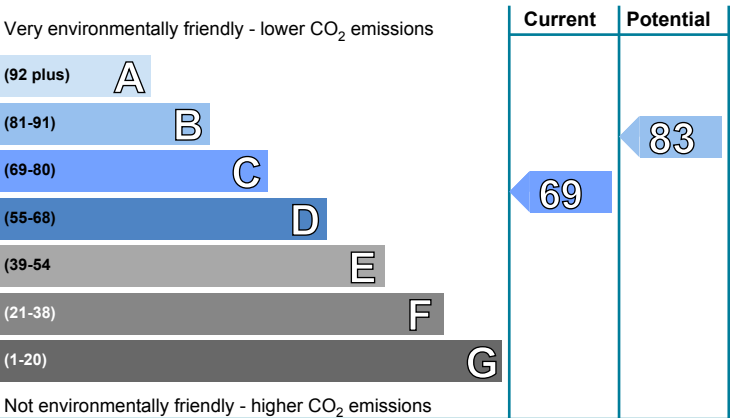 Very environmentally friendly - lower CO2 emissions
Current
Potential
(92 plus) A
(81-91) B
83
(69-80) C
69
(55-68) D
(39-54 E
(21-38) F
(1-20) G
Not environmentally friendly - higher CO2 emissions